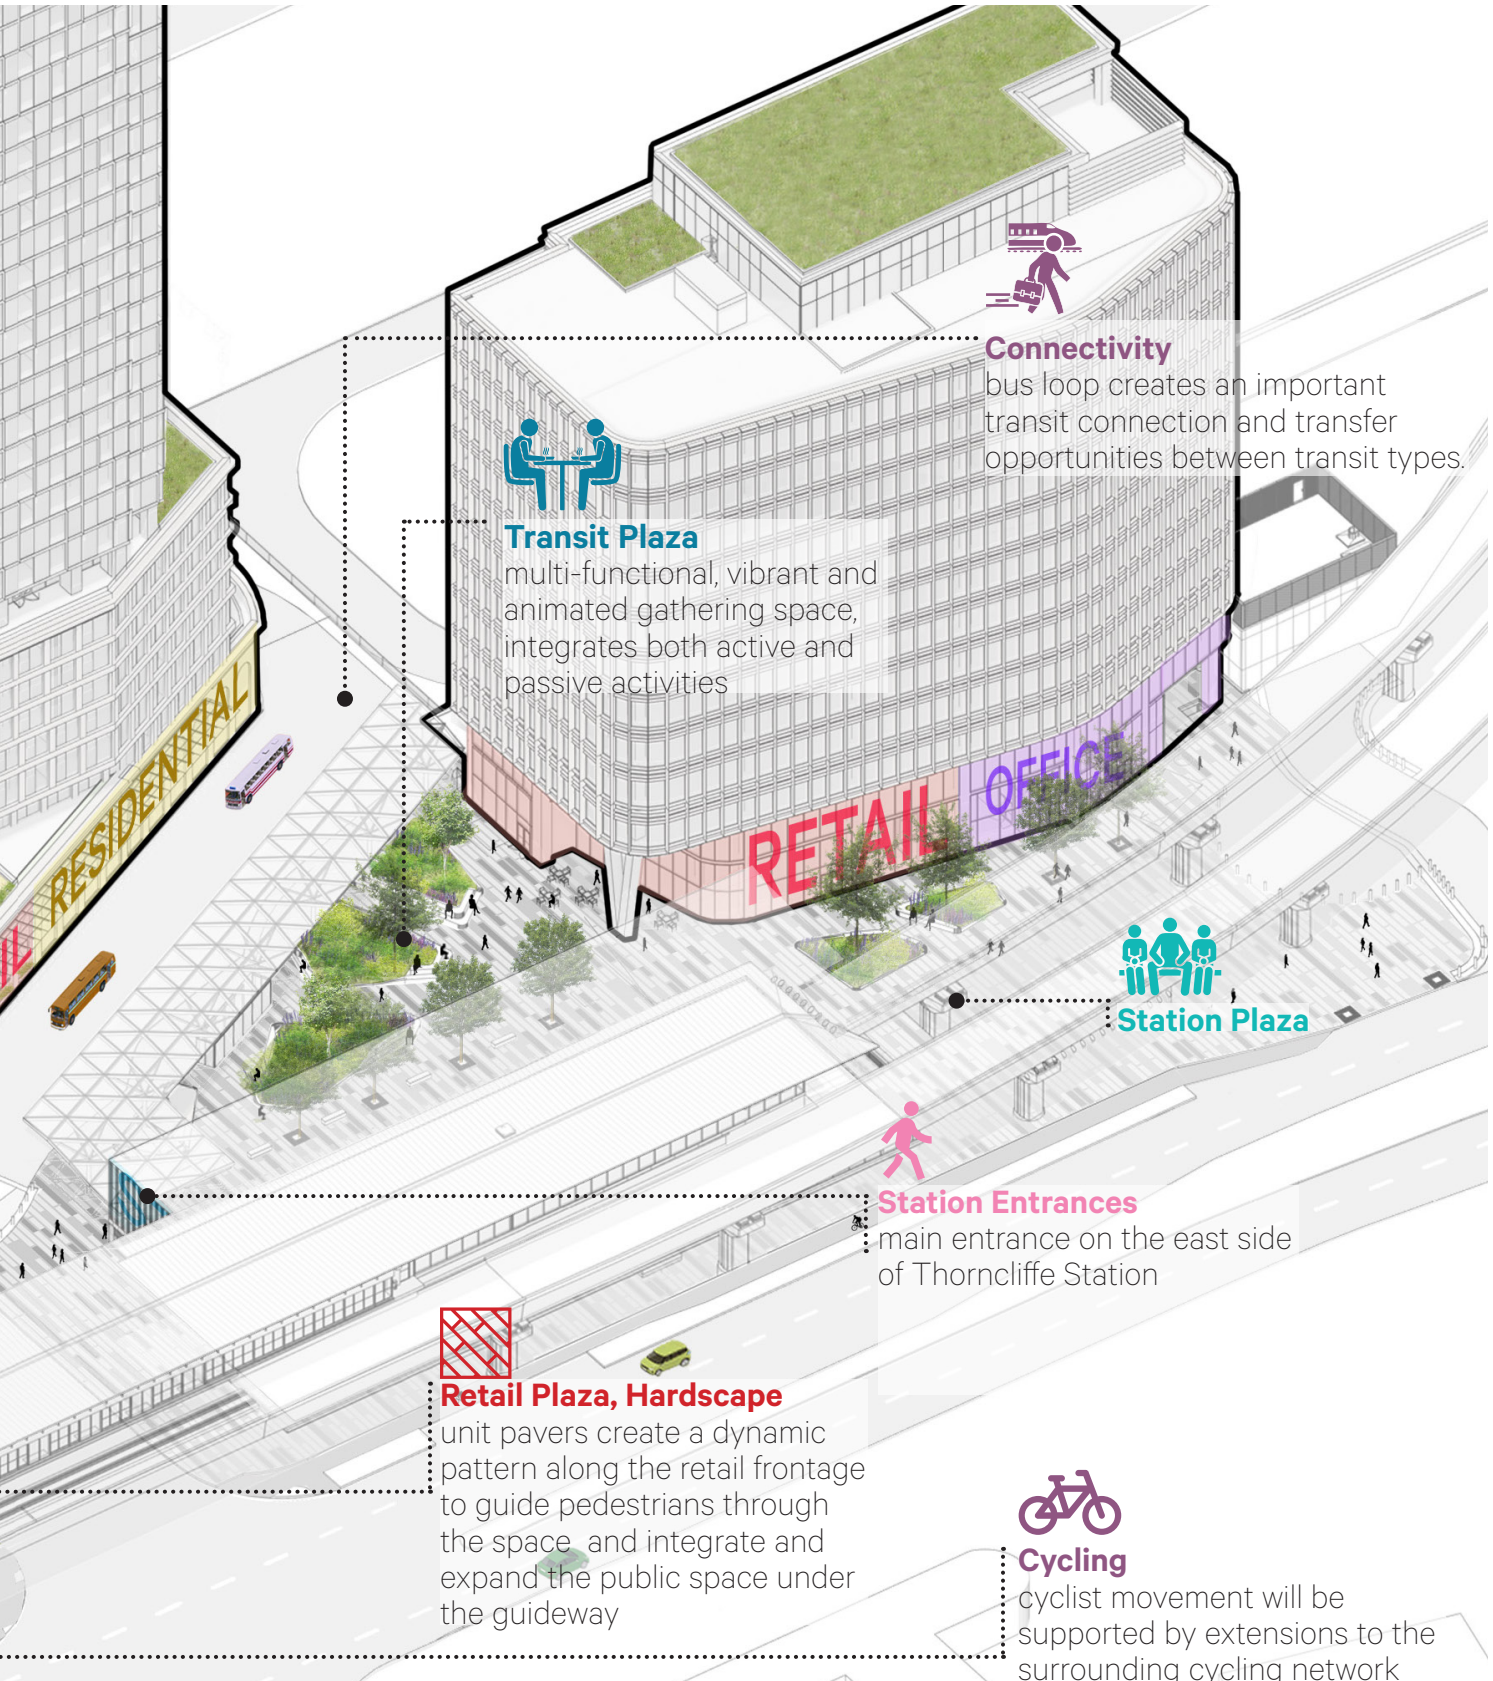 Connectivity
bus loop creates an important
transit connection and transfer
opportunities between transit types.
Transit Plaza
multi-functional, vibrant and
animated gathering space,
integrates both active and
passive activities
RESIDENTIAL
OFFICE
RETAIL
IL
Station Plaza
Station Entrances
main entrance on the east side
of Thorncliffe Station
Retail Plaza, Hardscape
unit pavers create a dynamic
pattern along the retail frontage
to guide pedestrians through
the space and integrate and
expand the public space under
the guideway
Cycling
cyclist movement will be
supported by extensions to the
surrounding cycling network